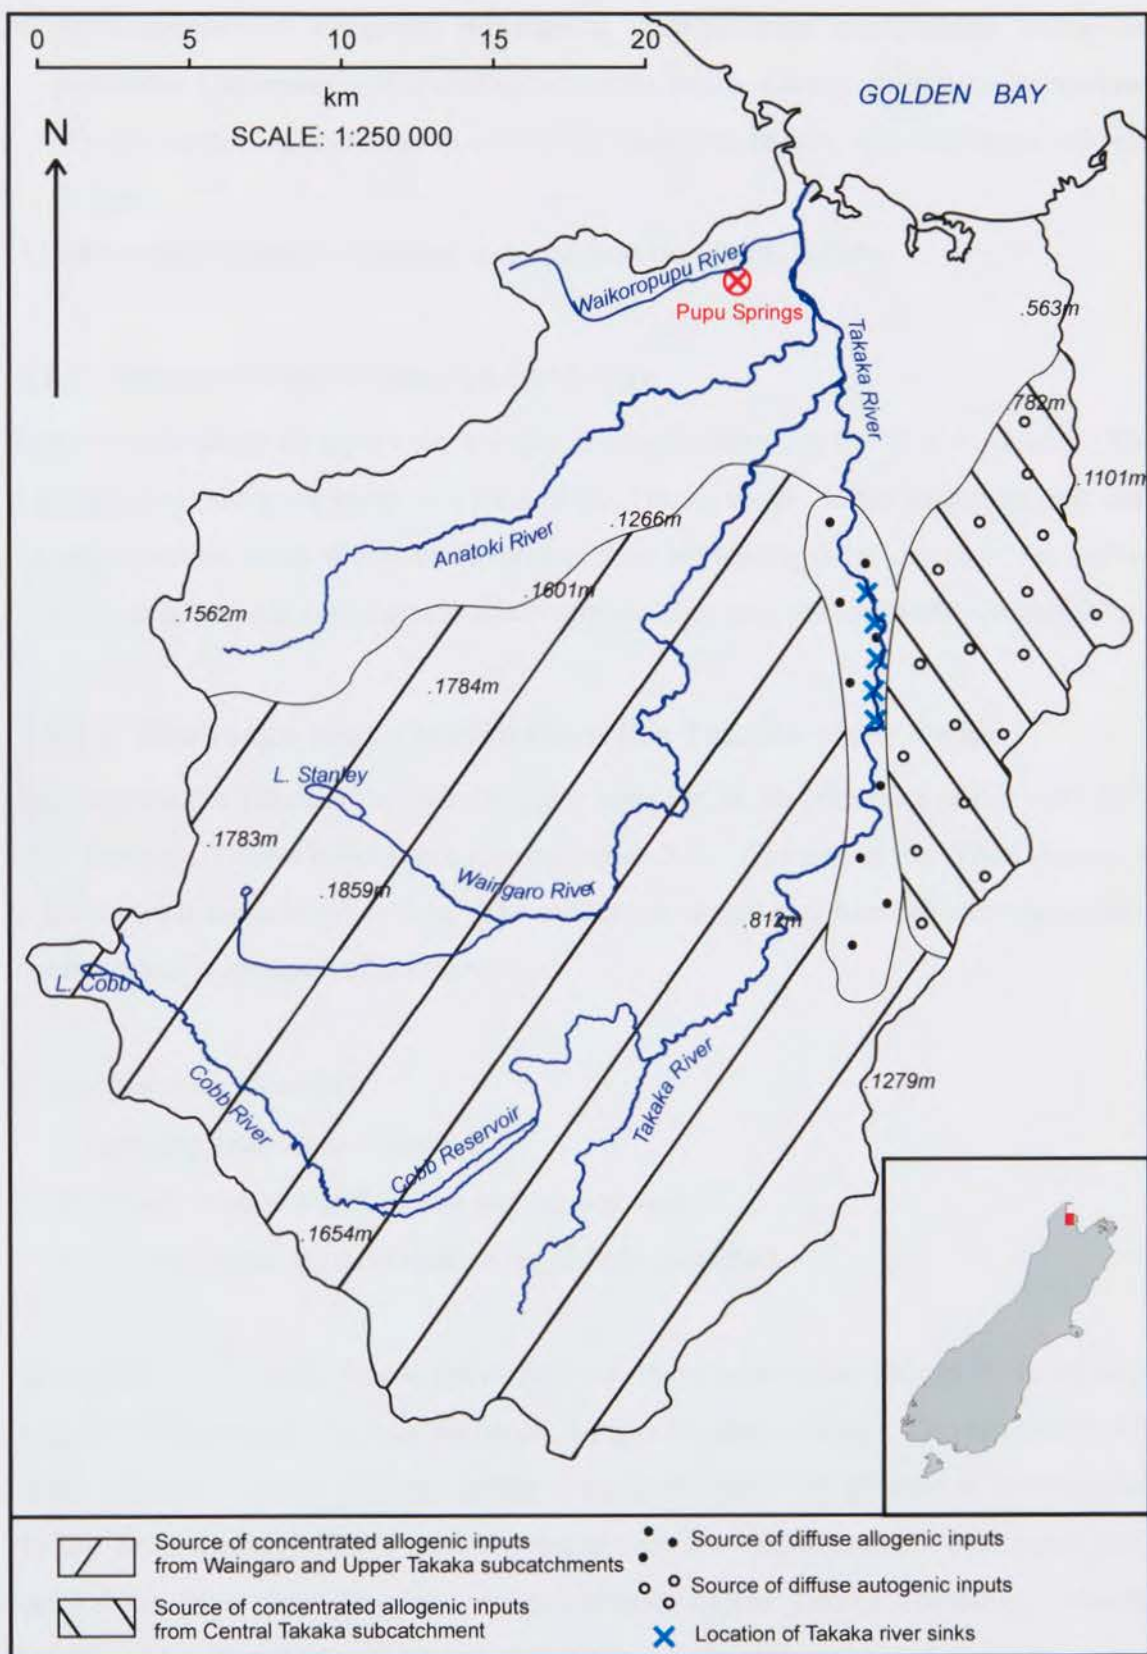 0 5 10 15 20
km
SCALE: 1:250 000
N
GOLDEN BAY
Waikoropupu River
Pupu Springs
Takaka River
.563m
.782m
.1101m
.1266m
Anatoki River
.1601m
.1562m
.1784m
L. Stanley
.1783m
.1859m
Waingaro River
.812m
L. Cobb
Cobb River
Takaka River
.1279m
Cobb Reservoir
.1654m
Source of concentrated allogenic inputs
from Waingaro and Upper Takaka subcatchments
Source of concentrated allogenic inputs
from Central Takaka subcatchment
Source of diffuse allogenic inputs
Source of diffuse autogenic inputs
Location of Takaka river sinks